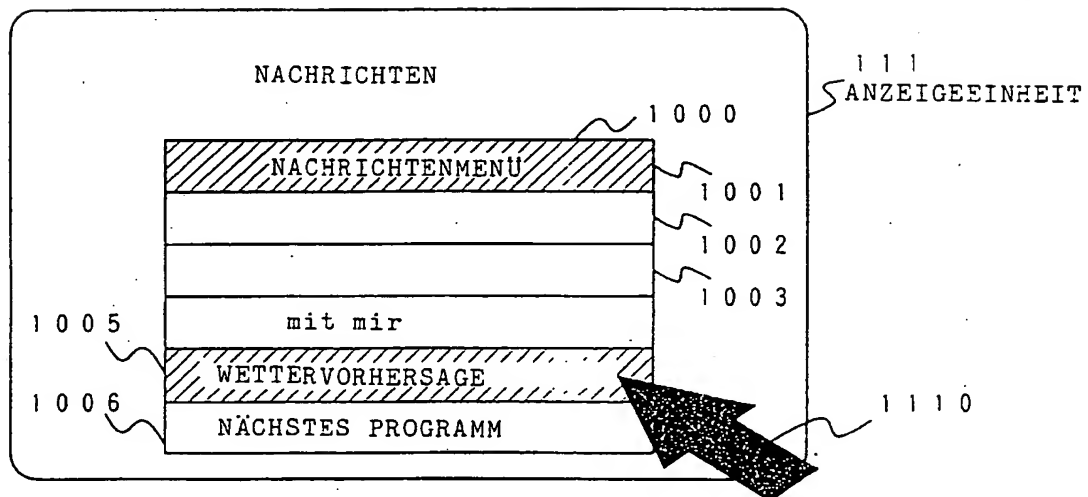 NACHRICHTEN
111
ANZEIGEEINHEIT
1000
NACHRICHTENMENÜ
1001
1002
1003
mit mir
1005
WETTERVORHERSAGE
1006
NÄCHSTES PROGRAMM
1110